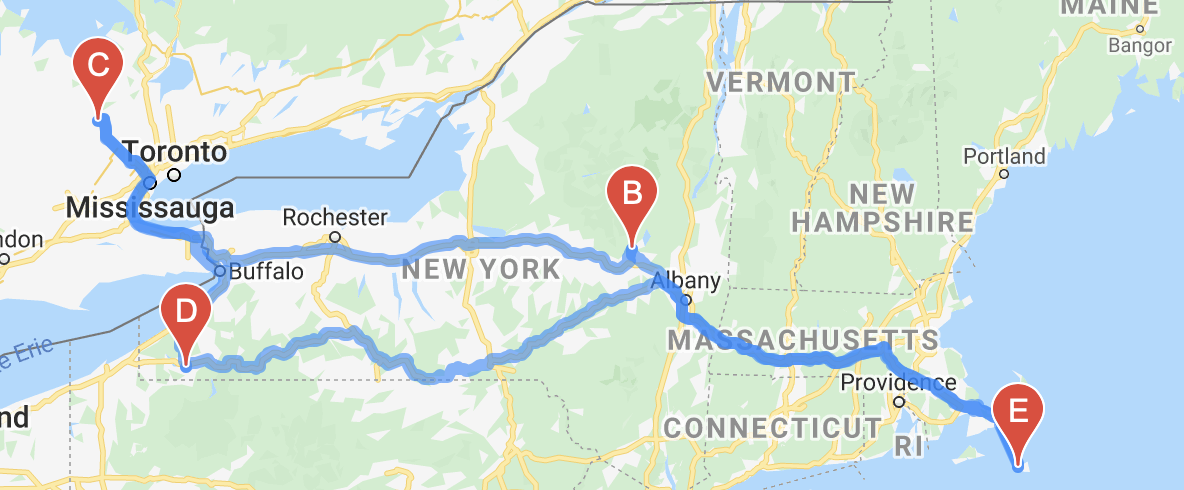 MAINE
Bangor
C
VERMONT
Toronto
Portland
Mississauga
B
NEW
HAMPSHIRE
Rochester
ndon
Buffalo
NEW YORK
Albany
D
MASSACHUSETTS
e Erie
Providence
E
nd
CONNECTICUT
RI